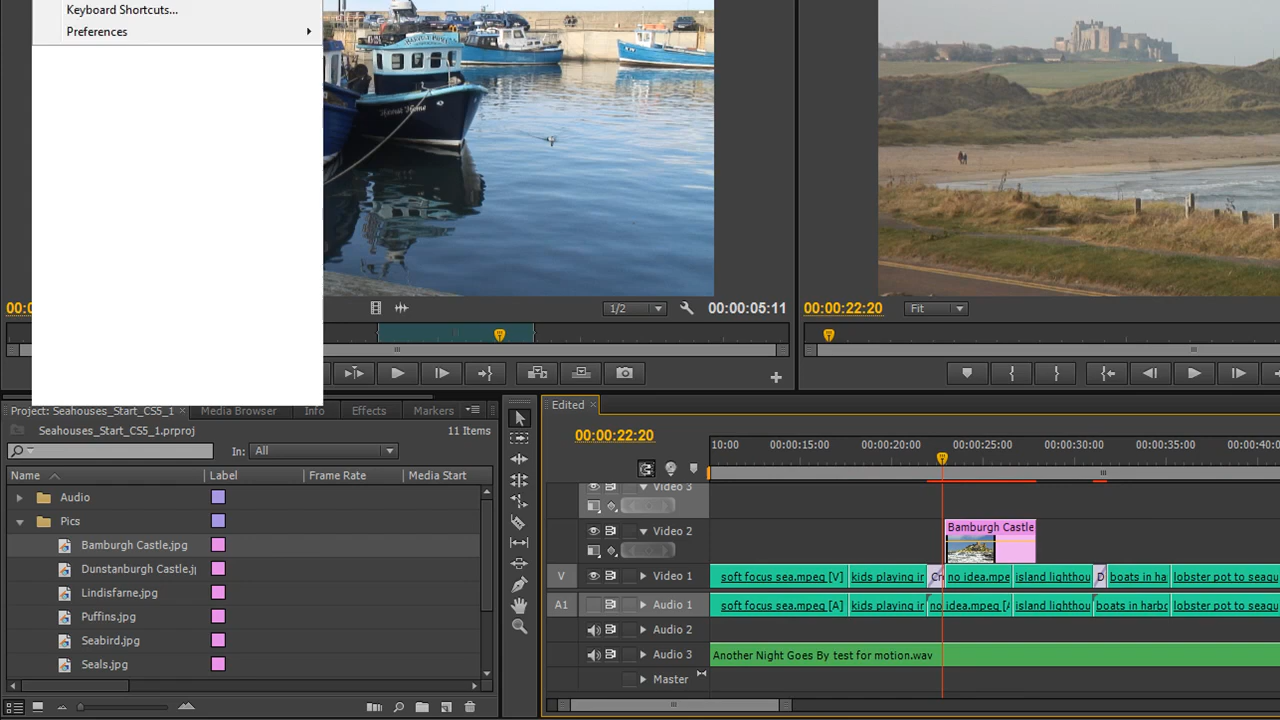 Keyboard Shortcuts...
Preferences
00:0
1/2
00:00:05:11
00:00:22:20
Fit
Project: Seahouses_Start_CS5_1
Media Browser
Info
Effects
Markers
Seahouses_Start_CS5_1.prproj
11 Items
In: All
Name
Label
Frame Rate
Media Start
Audio
Pics
Bamburgh Castle.jpg
Dunstanburgh Castle.j
Lindisfarne.jpg
Puffins.jpg
Seabird.jpg
Seals.jpg
Edited
00:00:22:20
10:00 00:00:15:00 00:00:20:00 00:00:25:00 00:00:30:00 00:00:35:00 00:00:40:0
Video 3
Video 2
Bamburgh Castle
V Video 1 soft focus sea.mpeg [V] kids playing ir Cr no idea.mpe island lighthou D boats in ha lobster pot to seaqu
A1 Audio 1 soft focus sea.mpeg [A] kids playing ir no idea.mpeg [A island lighthou boats in harbo lobster pot to seaqu
Audio 2
Audio 3 Another Night Goes By test for motion.wav
Master